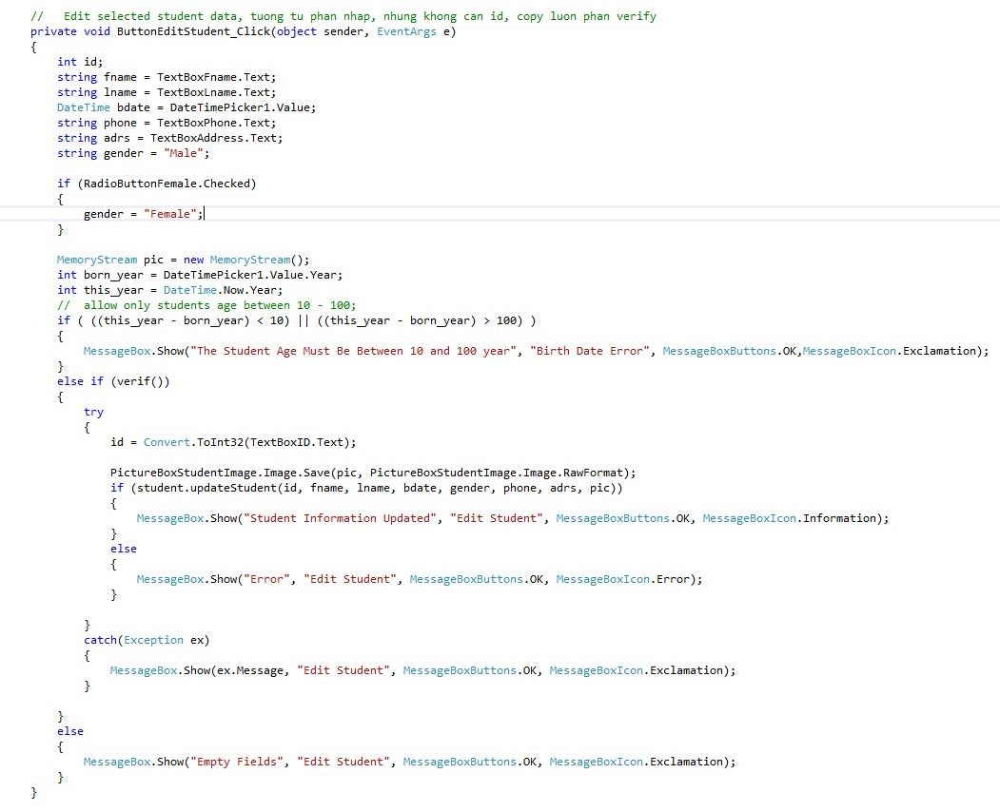 //   Edit selected student data, tuong tu phan nhap, nhung khong can id, copy luon phan verify
private void ButtonEditStudent_Click(object sender, EventArgs e)
{
    int id;
    string fname = TextBoxFname.Text;
    string lname = TextBoxLname.Text;
    DateTime bdate = DateTimePicker1.Value;
    string phone = TextBoxPhone.Text;
    string adrs = TextBoxAddress.Text;
    string gender = "Male";
    if (RadioButtonFemale.Checked)
    {
        gender = "Female";
    }
    MemoryStream pic = new MemoryStream();
    int born_year = DateTimePicker1.Value.Year;
    int this_year = DateTime.Now.Year;
    //  allow only students age between 10 - 100;
    if ( ((this_year - born_year) < 10) || ((this_year - born_year) > 100) )
    {
        MessageBox.Show("The Student Age Must Be Between 10 and 100 year", "Birth Date Error", MessageBoxButtons.OK,MessageBoxIcon.Exclamation);
    }
    else if (verif())
    {
        try
        {
            id = Convert.ToInt32(TextBoxID.Text);
            PictureBoxStudentImage.Image.Save(pic, PictureBoxStudentImage.Image.RawFormat);
            if (student.updateStudent(id, fname, lname, bdate, gender, phone, adrs, pic))
            {
                MessageBox.Show("Student Information Updated", "Edit Student", MessageBoxButtons.OK, MessageBoxIcon.Information);
            }
            else
            {
                MessageBox.Show("Error", "Edit Student", MessageBoxButtons.OK, MessageBoxIcon.Error);
            }
        }
        catch(Exception ex)
        {
            MessageBox.Show(ex.Message, "Edit Student", MessageBoxButtons.OK, MessageBoxIcon.Exclamation);
        }
    }
    else
    {
        MessageBox.Show("Empty Fields", "Edit Student", MessageBoxButtons.OK, MessageBoxIcon.Exclamation);
    }
}